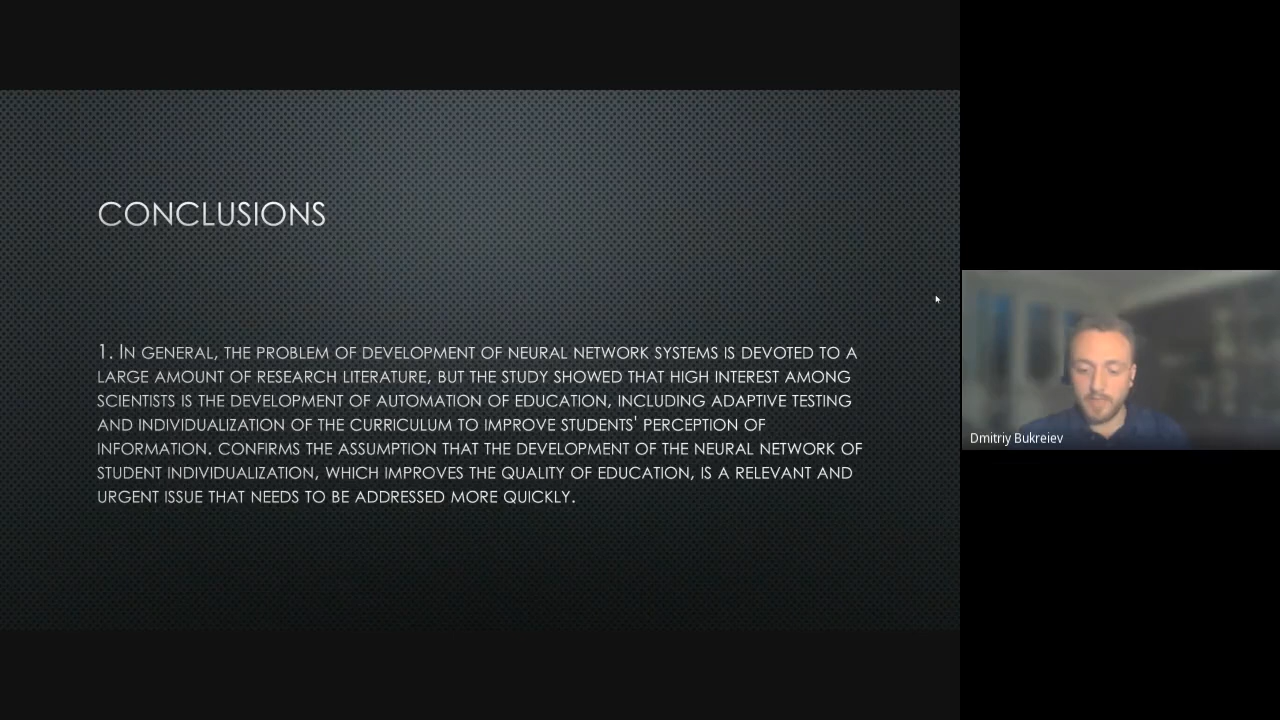 CONCLUSIONS
1. IN GENERAL, THE PROBLEM OF DEVELOPMENT OF NEURAL NETWORK SYSTEMS IS DEVOTED TO A
LARGE AMOUNT OF RESEARCH LITERATURE, BUT THE STUDY SHOWED THAT HIGH INTEREST AMONG
SCIENTISTS IS THE DEVELOPMENT OF AUTOMATION OF EDUCATION, INCLUDING ADAPTIVE TESTING
AND INDIVIDUALIZATION OF THE CURRICULUM TO IMPROVE STUDENTS' PERCEPTION OF
INFORMATION. CONFIRMS THE ASSUMPTION THAT THE DEVELOPMENT OF THE NEURAL NETWORK OF
STUDENT INDIVIDUALIZATION, WHICH IMPROVES THE QUALITY OF EDUCATION, IS A RELEVANT AND
URGENT ISSUE THAT NEEDS TO BE ADDRESSED MORE QUICKLY.
Dmitriy Bukreiev